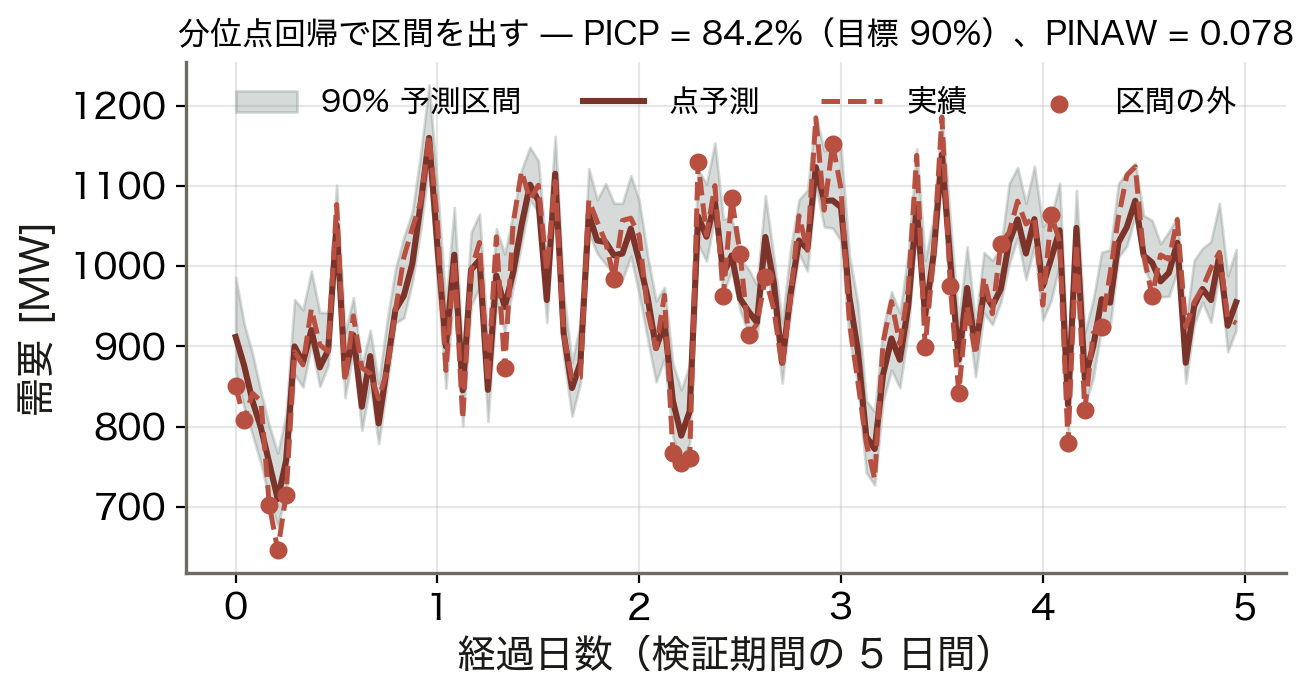 分位点回帰で区間を出す — PICP = 84.2%（目標 90%）、PINAW = 0.078
90% 予測区間
点予測
実績
区間の外
需要 [MW]
1200
1100
1000
900
800
700
0
1
2
3
4
5
経過日数（検証期間の 5 日間）